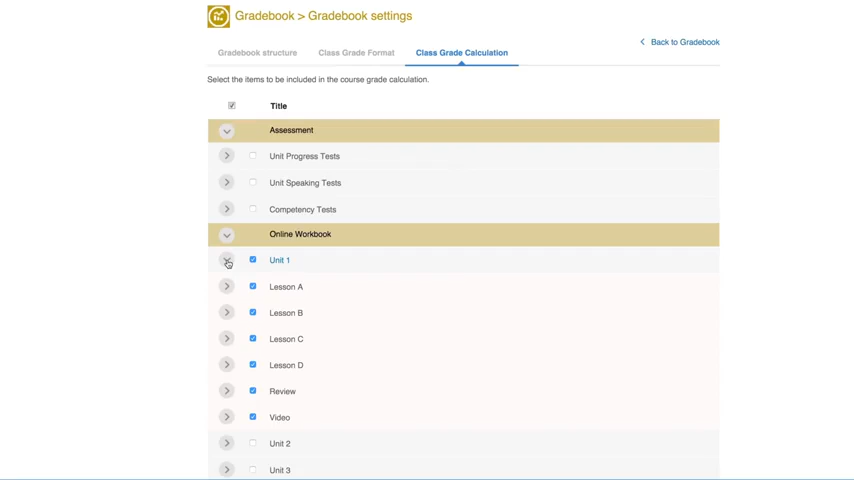 Gradebook > Gradebook settings
Back to Gradebook
Gradebook structure Class Grade Format Class Grade Calculation
Select the items to be included in the course grade calculation.
Title
Assessment
Unit Progress Tests
Unit Speaking Tests
Competency Tests
Online Workbook
Unit 1
Lesson A
Lesson B
Lesson C
Lesson D
Review
Video
Unit 2
Unit 3